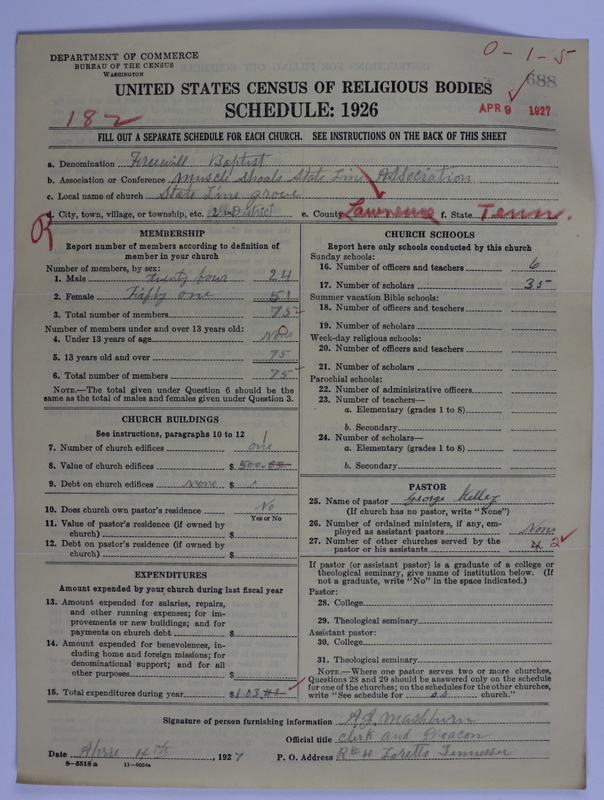 0-1-5
DEPARTMENT OF COMMERCE
BUREAU OF THE CENSUS
WASHINGTON
688
UNITED STATES CENSUS OF RELIGIOUS BODIES
SCHEDULE: 1926
APR 9 1927
182
FILL OUT A SEPARATE SCHEDULE FOR EACH CHURCH. SEE INSTRUCTIONS ON THE BACK OF THIS SHEET
a. Denomination Freewill Baptist
b. Association or Conference Muscle Shoals State Line Association
c. Local name of church State Line grove
d. City, town, village, or township, etc. District e. County Lawrence f. State Tenn.
R
MEMBERSHIP
Report number of members according to definition of
member in your church
Number of members, by sex:
1. Male twenty four 24
2. Female Fifty one 51
3. Total number of members 75
Number of members under and over 13 years old:
4. Under 13 years of age None
5. 13 years old and over 75
6. Total number of members 75
NOTE.—The total given under Question 6 should be
same as the total of males and females given under Question 3.
CHURCH BUILDINGS
See instructions, paragraphs 10 to 12
7. Number of church edifices one 1
8. Value of church edifices $ 500.00
9. Debt on church edifices none $
10. Does church own pastor's residence No
Yes or No
11. Value of pastor's residence (if owned by
church) $
12. Debt on pastor's residence (if owned by
church) $
EXPENDITURES
Amount expended by your church during last fiscal year
13. Amount expended for salaries, repairs,
and other running expenses; for im-
provements or new buildings; and for
payments on church debt $
14. Amount expended for benevolences, in-
cluding home and foreign missions; for
denominational support; and for all
other purposes $
15. Total expenditures during year $103
CHURCH SCHOOLS
Report here only schools conducted by this church
Sunday schools:
16. Number of officers and teachers 6
17. Number of scholars 35
Summer vacation Bible schools:
18. Number of officers and teachers
19. Number of scholars
Week-day religious schools:
20. Number of officers and teachers
21. Number of scholars
Parochial schools:
22. Number of administrative officers
23. Number of teachers—
a. Elementary (grades 1 to 8)
b. Secondary
24. Number of scholars—
a. Elementary (grades 1 to 8)
b. Secondary
PASTOR
25. Name of pastor George Kelley
(If church has no pastor, write "None")
26. Number of ordained ministers, if any, em-
ployed as assistant pastors None
27. Number of other churches served by the
pastor or his assistants 4 2
If pastor (or assistant pastor) is a graduate of a college or
theological seminary, give name of institution below. (If
not a graduate, write "No" in the space indicated.)
Pastor:
28. College
29. Theological seminary
Assistant pastor:
30. College
31. Theological seminary
NOTE.—Where one pastor serves two or more churches,
Questions 28 and 29 should be answered only on the schedule
for one of the churches; on the schedules for the other churches,
write "See schedule for church."
Signature of person furnishing information A J Mashburn
Official title Clerk and Deacon
Date 4th, 1927 P. O. Address R# 4 Loretto Tennessee
8-5518 a 11-9054a